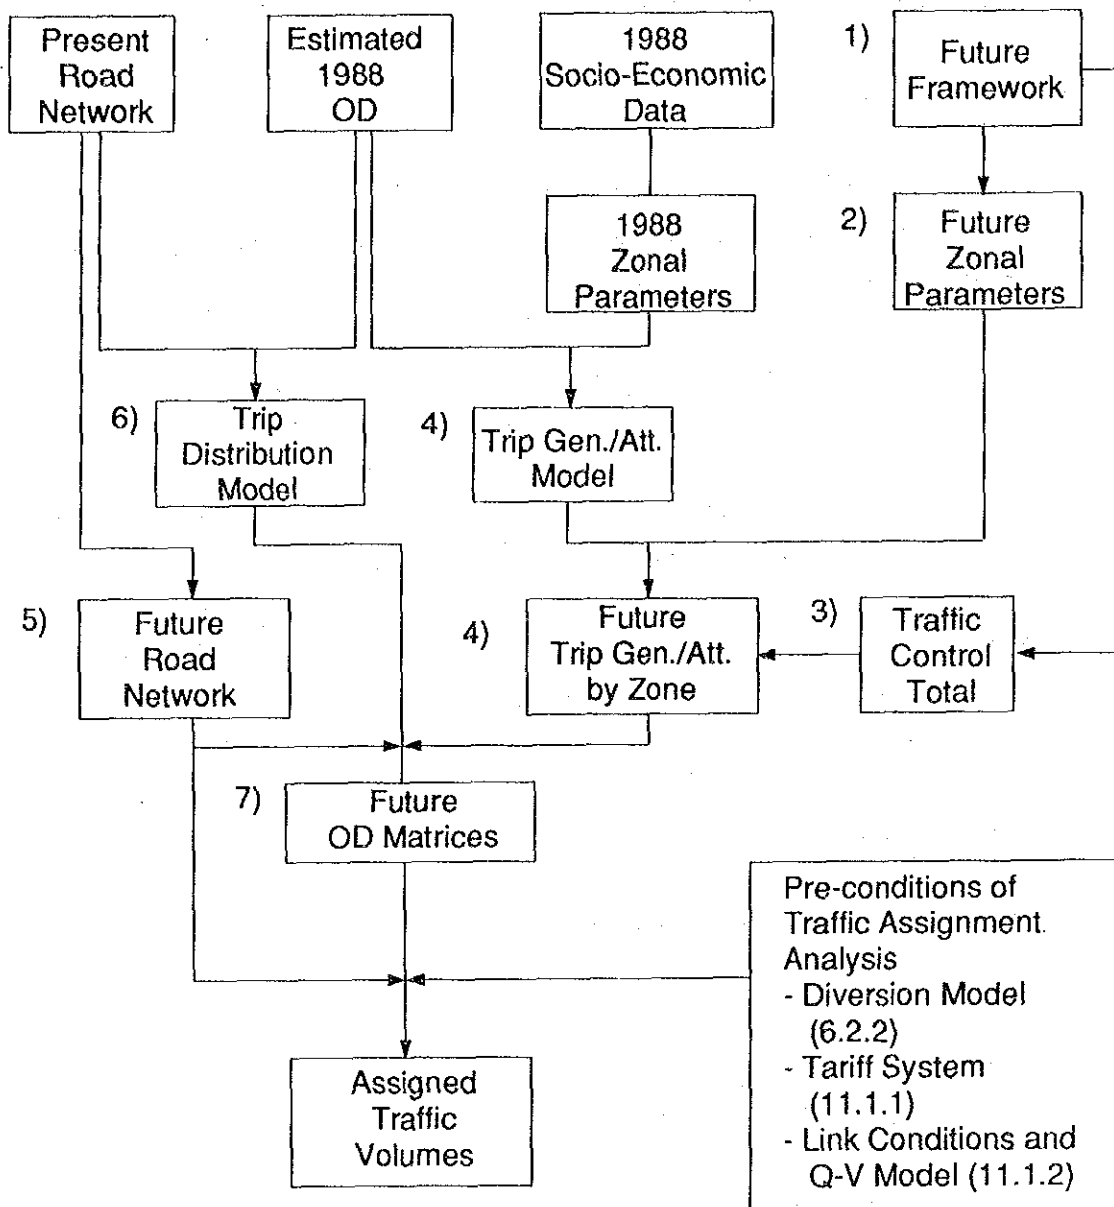 Present
Road
Network
Estimated
1988
OD
1988
Socio-Economic
Data
1)
Future
Framework
1988
Zonal
Parameters
2)
Future
Zonal
Parameters
6)
Trip
Distribution
Model
4)
Trip Gen./Att.
Model
5)
Future
Road
Network
4)
Future
Trip Gen./Att.
by Zone
3)
Traffic
Control
Total
7)
Future
OD Matrices
Pre-conditions of
Traffic Assignment
Analysis
- Diversion Model
(6.2.2)
- Tariff System
(11.1.1)
- Link Conditions and
Q-V Model (11.1.2)
Assigned
Traffic
Volumes